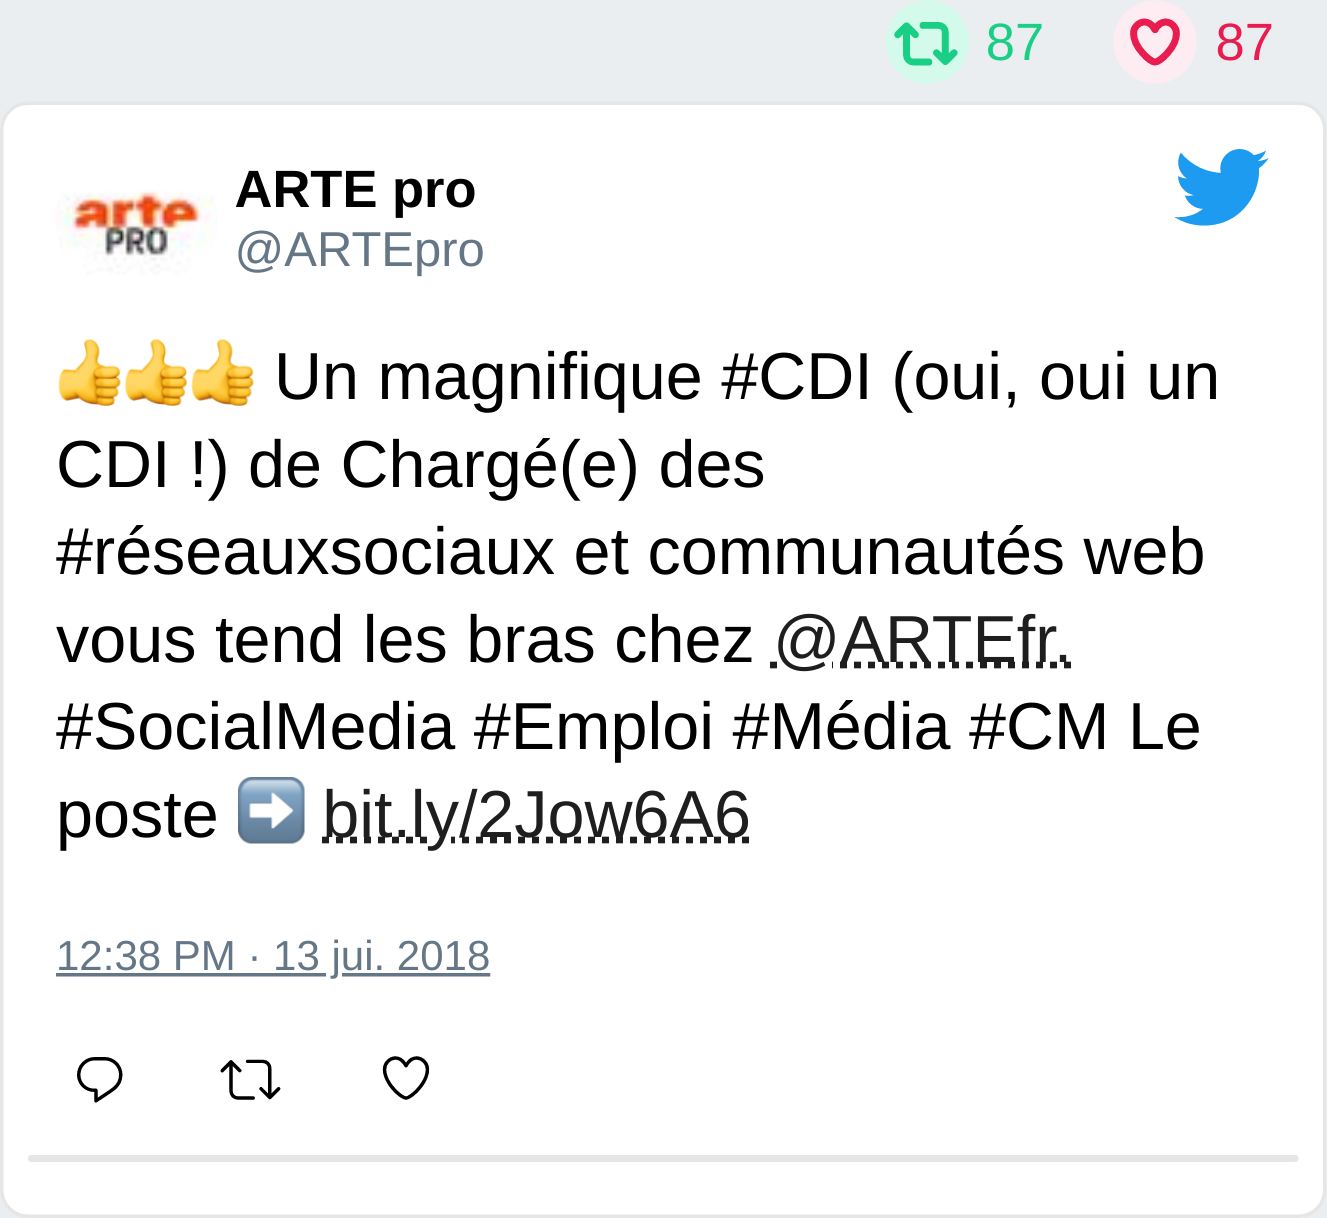 87 87
arte
PRO
ARTE pro
@ARTEpro
👍👍👍 Un magnifique #CDI (oui, oui un
CDI !) de Chargé(e) des
#réseauxsociaux et communautés web
vous tend les bras chez @ARTEfr.
#SocialMedia #Emploi #Média #CM Le
poste ➡️ bit.ly/2Jow6A6
12:38 PM · 13 jui. 2018